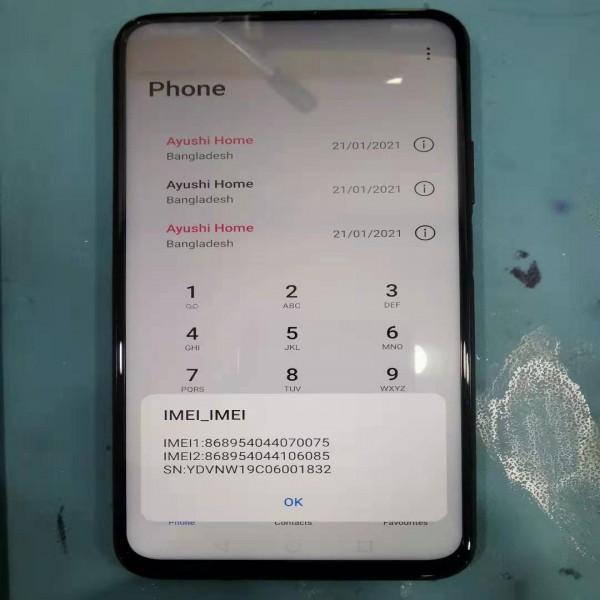 Phone
Ayushi Home
Bangladesh
21/01/2021
Ayushi Home
Bangladesh
21/01/2021
Ayushi Home
Bangladesh
21/01/2021
1 2 3
ABC DEF
4 5 6
GHI JKL MNO
7 8 9
PQRS TUV WXYZ
IMEI_IMEI
IMEI1:868954044070075
IMEI2:868954044106085
SN:YDVNW19C06001832
OK
Phone Contacts Favourites